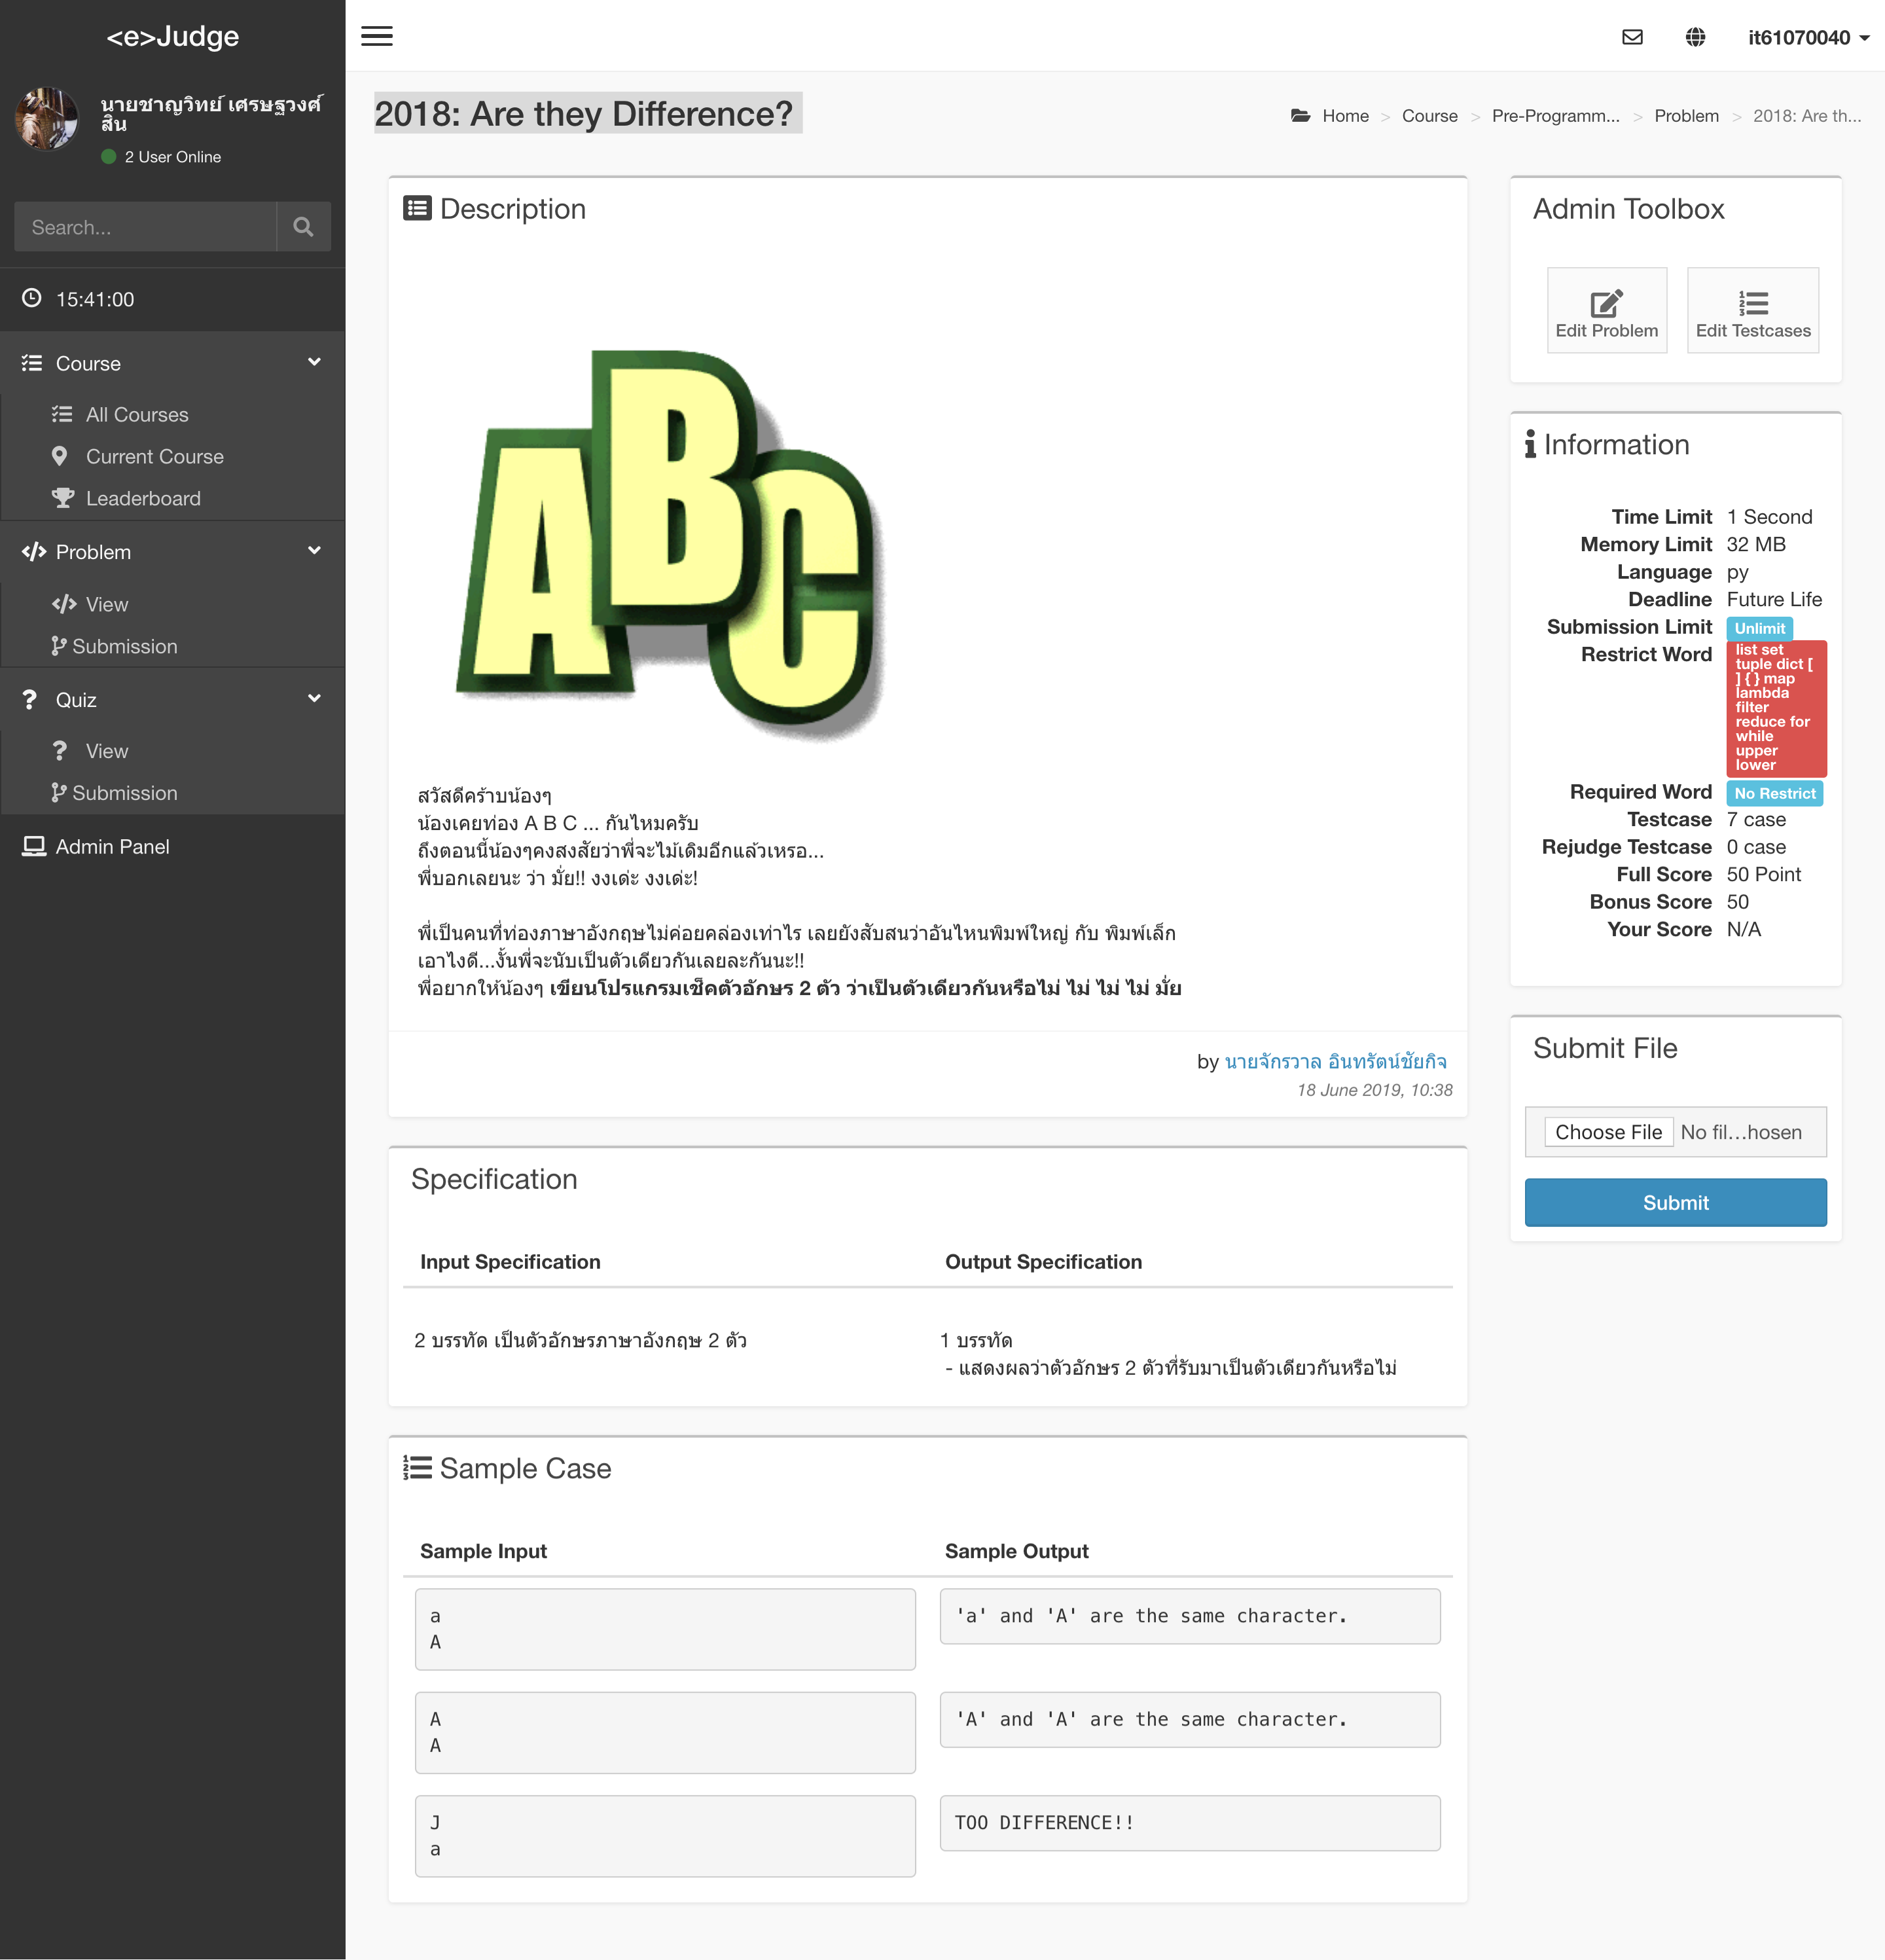 <e>Judge
นายชาญวิทย์ เศรษฐวงศ์
สิน
2 User Online
Search...
15:41:00
Course
All Courses
Current Course
Leaderboard
Problem
View
Submission
Quiz
View
Submission
Admin Panel
it61070040
2018: Are they Difference?
Home > Course > Pre-Programm... > Problem > 2018: Are th...
Description
ABC
สวัสดีคร้าบน้องๆ
น้องเคยท่อง A B C ... กันไหมครับ
ถึงตอนนี้น้องๆคงสงสัยว่าพี่จะไม้เดิมอีกแล้วเหรอ...
พี่บอกเลยนะ ว่า มั่ย!! งงเด่ะ งงเด่ะ!
พี่เป็นคนที่ท่องภาษาอังกฤษไม่ค่อยคล่องเท่าไร เลยยังสับสนว่าอันไหนพิมพ์ใหญ่ กับ พิมพ์เล็ก
เอาไงดี...งั้นพี่จะนับเป็นตัวเดียวกันเลยละกันนะ!!
พี่อยากให้น้องๆ เขียนโปรแกรมเช็คตัวอักษร 2 ตัว ว่าเป็นตัวเดียวกันหรือไม่ ไม่ ไม่ ไม่ มั่ย
by นายจักรวาล อินทรัตน์ชัยกิจ
18 June 2019, 10:38
Specification
Input Specification
Output Specification
2 บรรทัด เป็นตัวอักษรภาษาอังกฤษ 2 ตัว
1 บรรทัด
- แสดงผลว่าตัวอักษร 2 ตัวที่รับมาเป็นตัวเดียวกันหรือไม่
Sample Case
Sample Input
Sample Output
a
A
'a' and 'A' are the same character.
A
A
'A' and 'A' are the same character.
J
a
TOO DIFFERENCE!!
Admin Toolbox
Edit Problem
Edit Testcases
Information
Time Limit 1 Second
Memory Limit 32 MB
Language py
Deadline Future Life
Submission Limit Unlimit
Restrict Word list set
tuple dict [
] { } map
lambda
filter
reduce for
while
upper
lower
Required Word No Restrict
Testcase 7 case
Rejudge Testcase 0 case
Full Score 50 Point
Bonus Score 50
Your Score N/A
Submit File
Choose File No fil...hosen
Submit